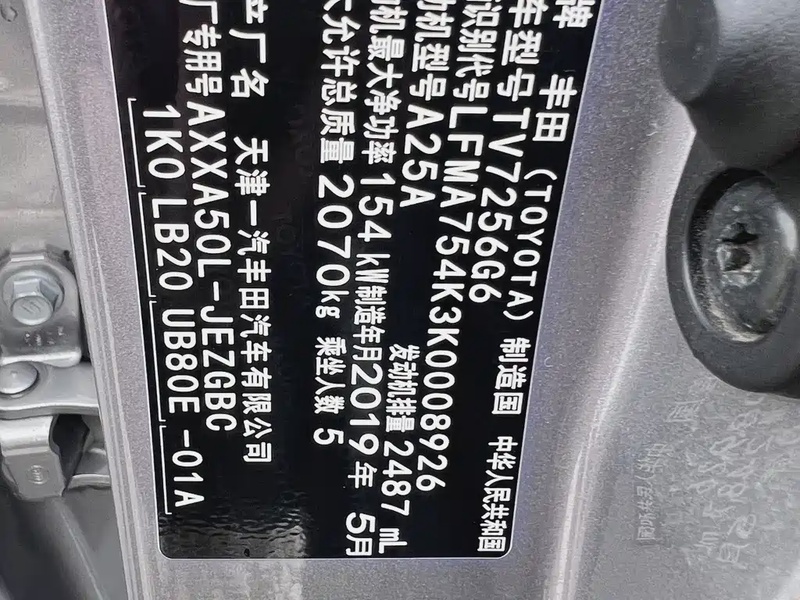 牌 丰田（TOYOTA） 制造国 中华人民共和国
车型号 TV7256G6
识别代号 LFMA754K3K0008926
动机型号 A25A 发动机排量 2487 mL
机最大净功率 154 kW 制造年月 2019 年 5月
大允许总质量 2070kg 乘坐人数 5
产厂名 天津一汽丰田汽车有限公司
厂专用号 AXXA50L-JEZGBC
1K0 LB20 UB80E -01A